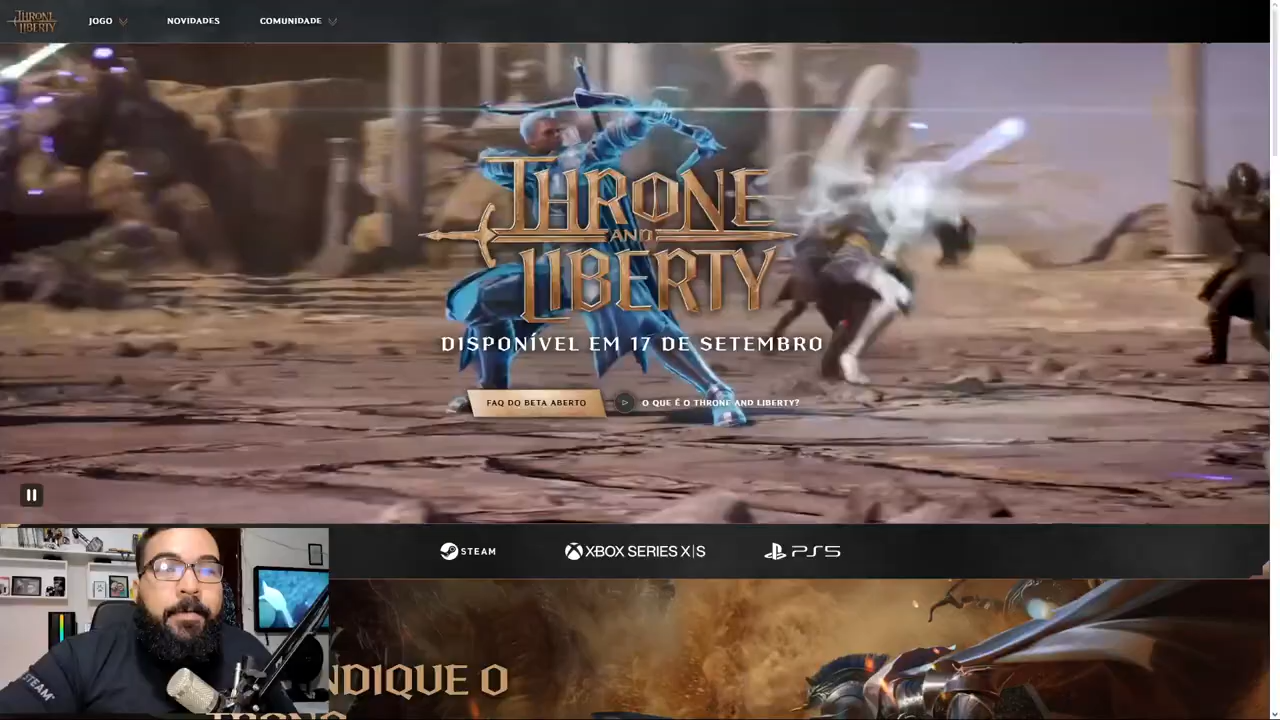 THRONE AND LIBERTY
JOGO
NOVIDADES
COMUNIDADE
THRONE
AND
LIBERTY
DISPONÍVEL EM 17 DE SETEMBRO
FAQ DO BETA ABERTO
O QUE É O THRONE AND LIBERTY?
STEAM
XBOX SERIES X|S
PS5
STEAM
NDIQUE O